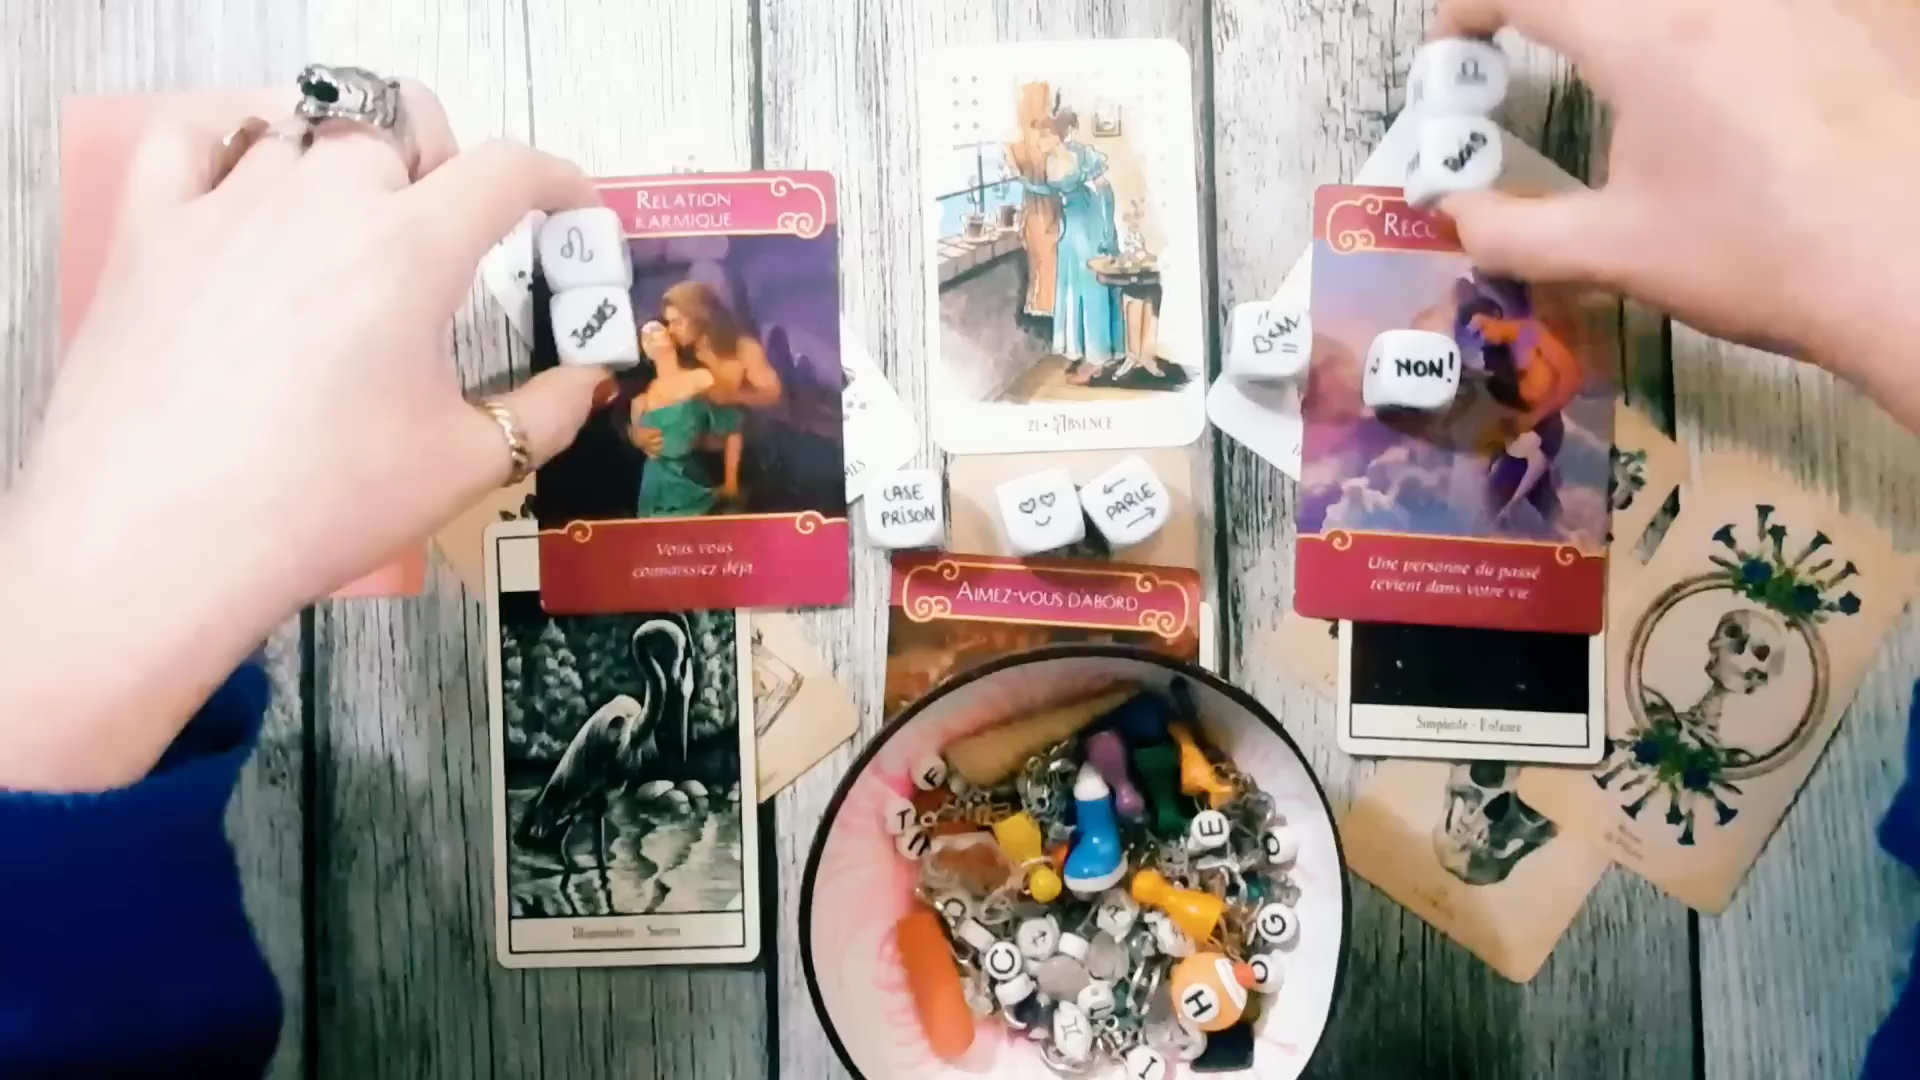 RELATION
KARMIQUE
JOURS
Vous vous
connaissiez déjà.
21 • ABSENCE
CASE
PRISON
PARLE
AIMEZ-VOUS D'ABORD
BOIS
NON!
Une personne du passé
revient dans votre vie
Simplicité - Enfance
F
T
E
G
C
H
I